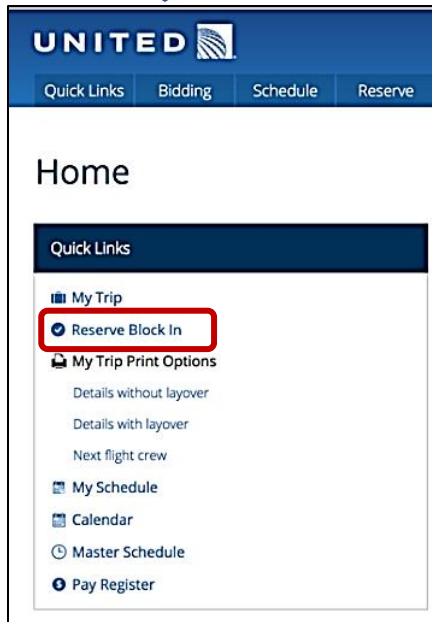 UNITED
Quick Links Bidding Schedule Reserve
Home
Quick Links
My Trip
Reserve Block In
My Trip Print Options
Details without layover
Details with layover
Next flight crew
My Schedule
Calendar
Master Schedule
Pay Register